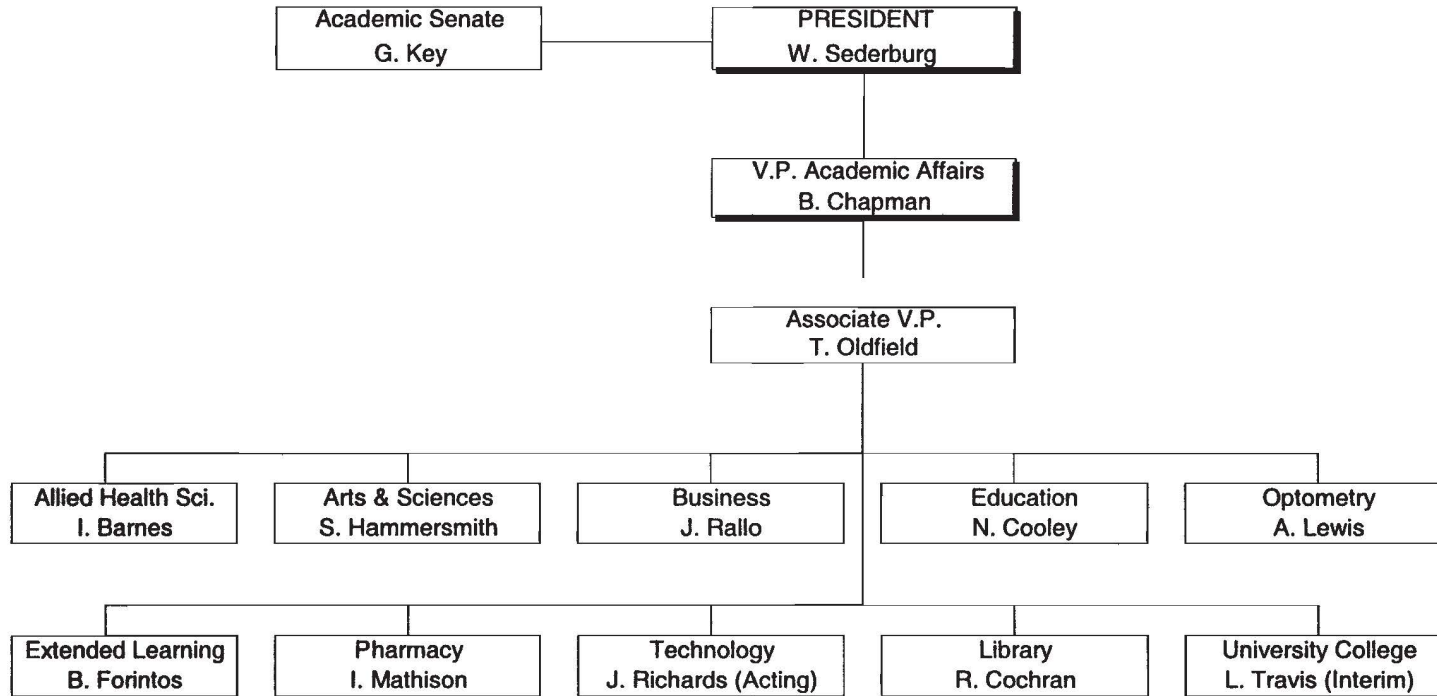 Academic Senate
G. Key
PRESIDENT
W. Sederburg
V.P. Academic Affairs
B. Chapman
Associate V.P.
T. Oldfield
Allied Health Sci.
I. Barnes
Arts & Sciences
S. Hammersmith
Business
J. Rallo
Education
N. Cooley
Optometry
A. Lewis
Extended Learning
B. Forintos
Pharmacy
I. Mathison
Technology
J. Richards (Acting)
Library
R. Cochran
University College
L. Travis (Interim)